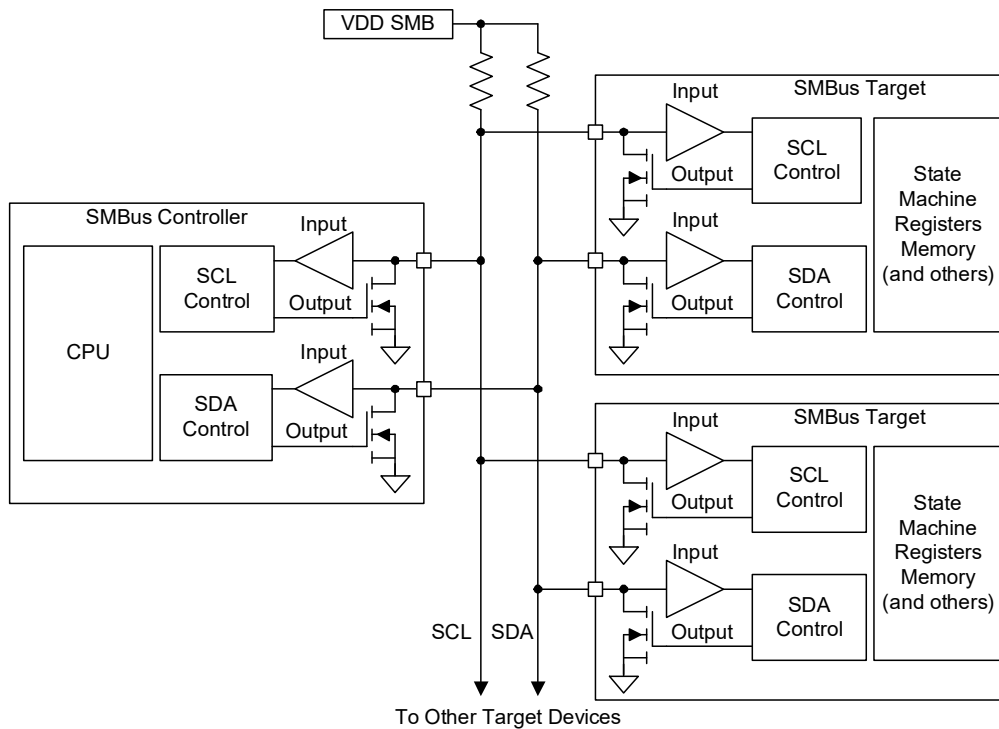 VDD SMB
SMBus Controller
CPU
SCL
Control
Input
Output
SDA
Control
Input
Output
SMBus Target
Input
Output
SCL
Control
Input
Output
SDA
Control
State
Machine
Registers
Memory
(and others)
SMBus Target
Input
Output
SCL
Control
Input
Output
SDA
Control
State
Machine
Registers
Memory
(and others)
SCL
SDA
To Other Target Devices